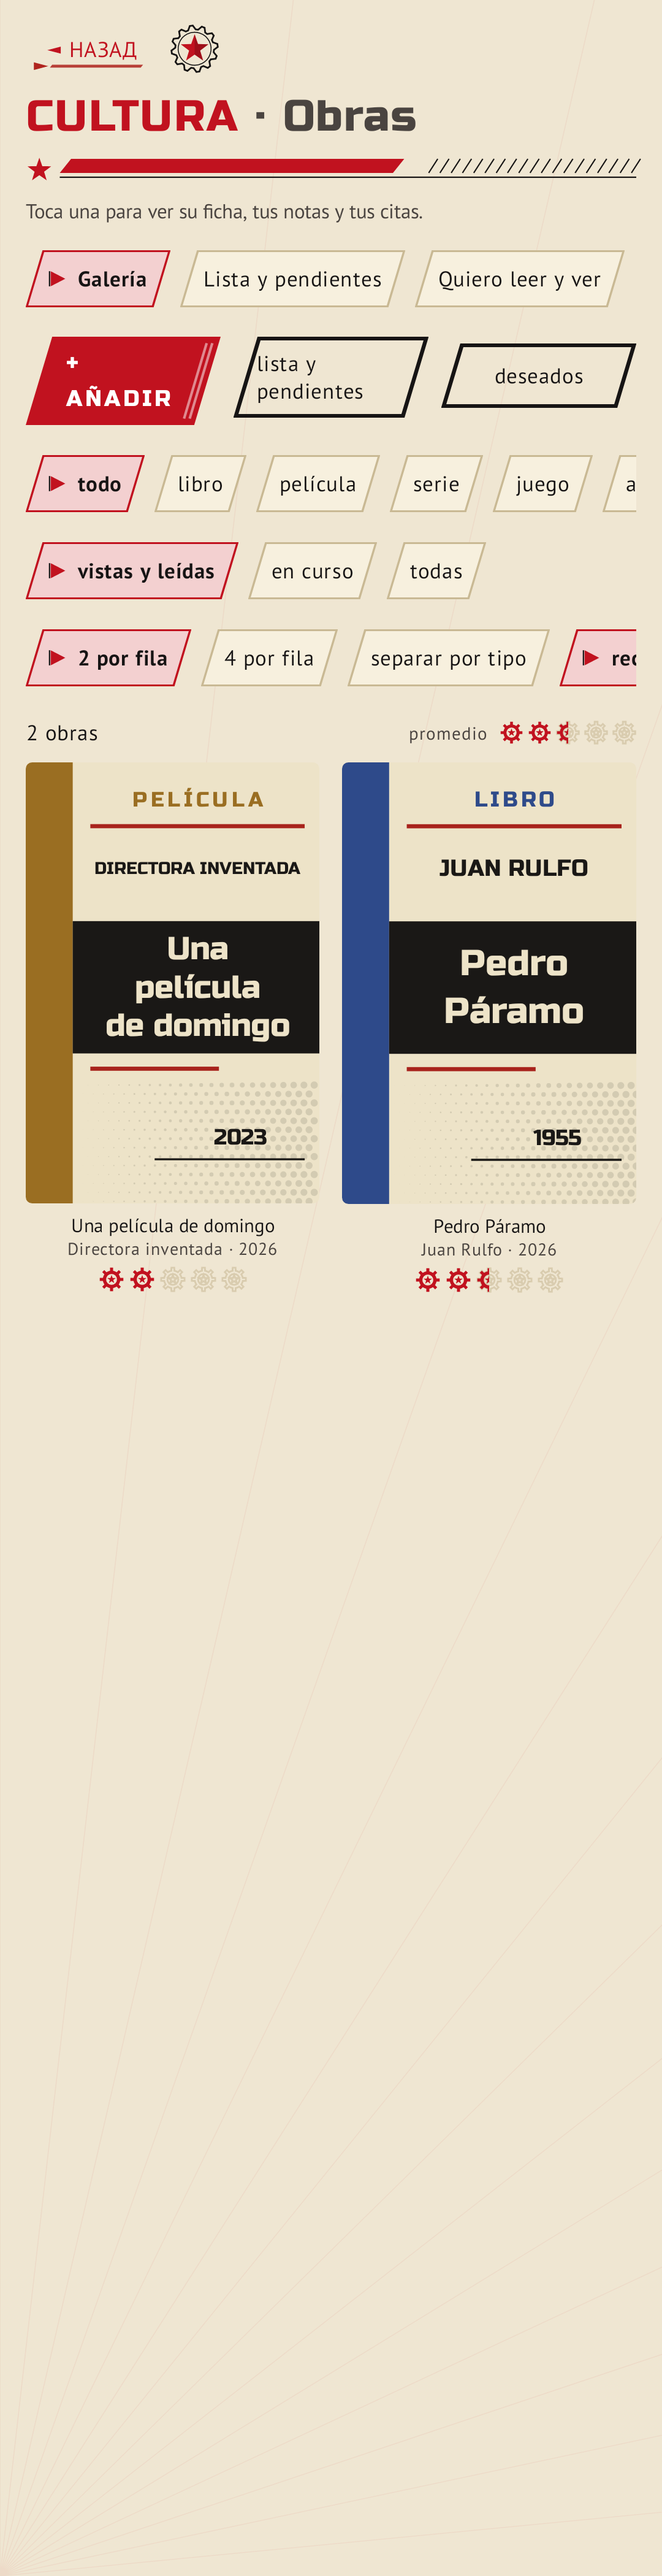 НАЗАД
CULTURA · Obras
Toca una para ver su ficha, tus notas y tus citas.
Galería
Lista y pendientes
Quiero leer y ver
+
AÑADIR
lista y
pendientes
deseados
todo
libro
película
serie
juego
a
vistas y leídas
en curso
todas
2 por fila
4 por fila
separar por tipo
rec
2 obras
promedio
PELÍCULA
DIRECTORA INVENTADA
Una
película
de domingo
2023
Una película de domingo
Directora inventada · 2026
LIBRO
JUAN RULFO
Pedro
Páramo
1955
Pedro Páramo
Juan Rulfo · 2026